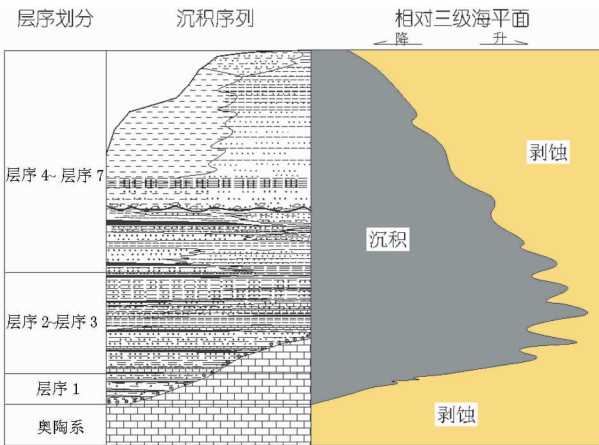 层序划分
沉积序列
相对三级海平面
降
升
层序 4~ 层序 7
剥蚀
沉积
层序 2~层序 3
层序 1
奥陶系
剥蚀